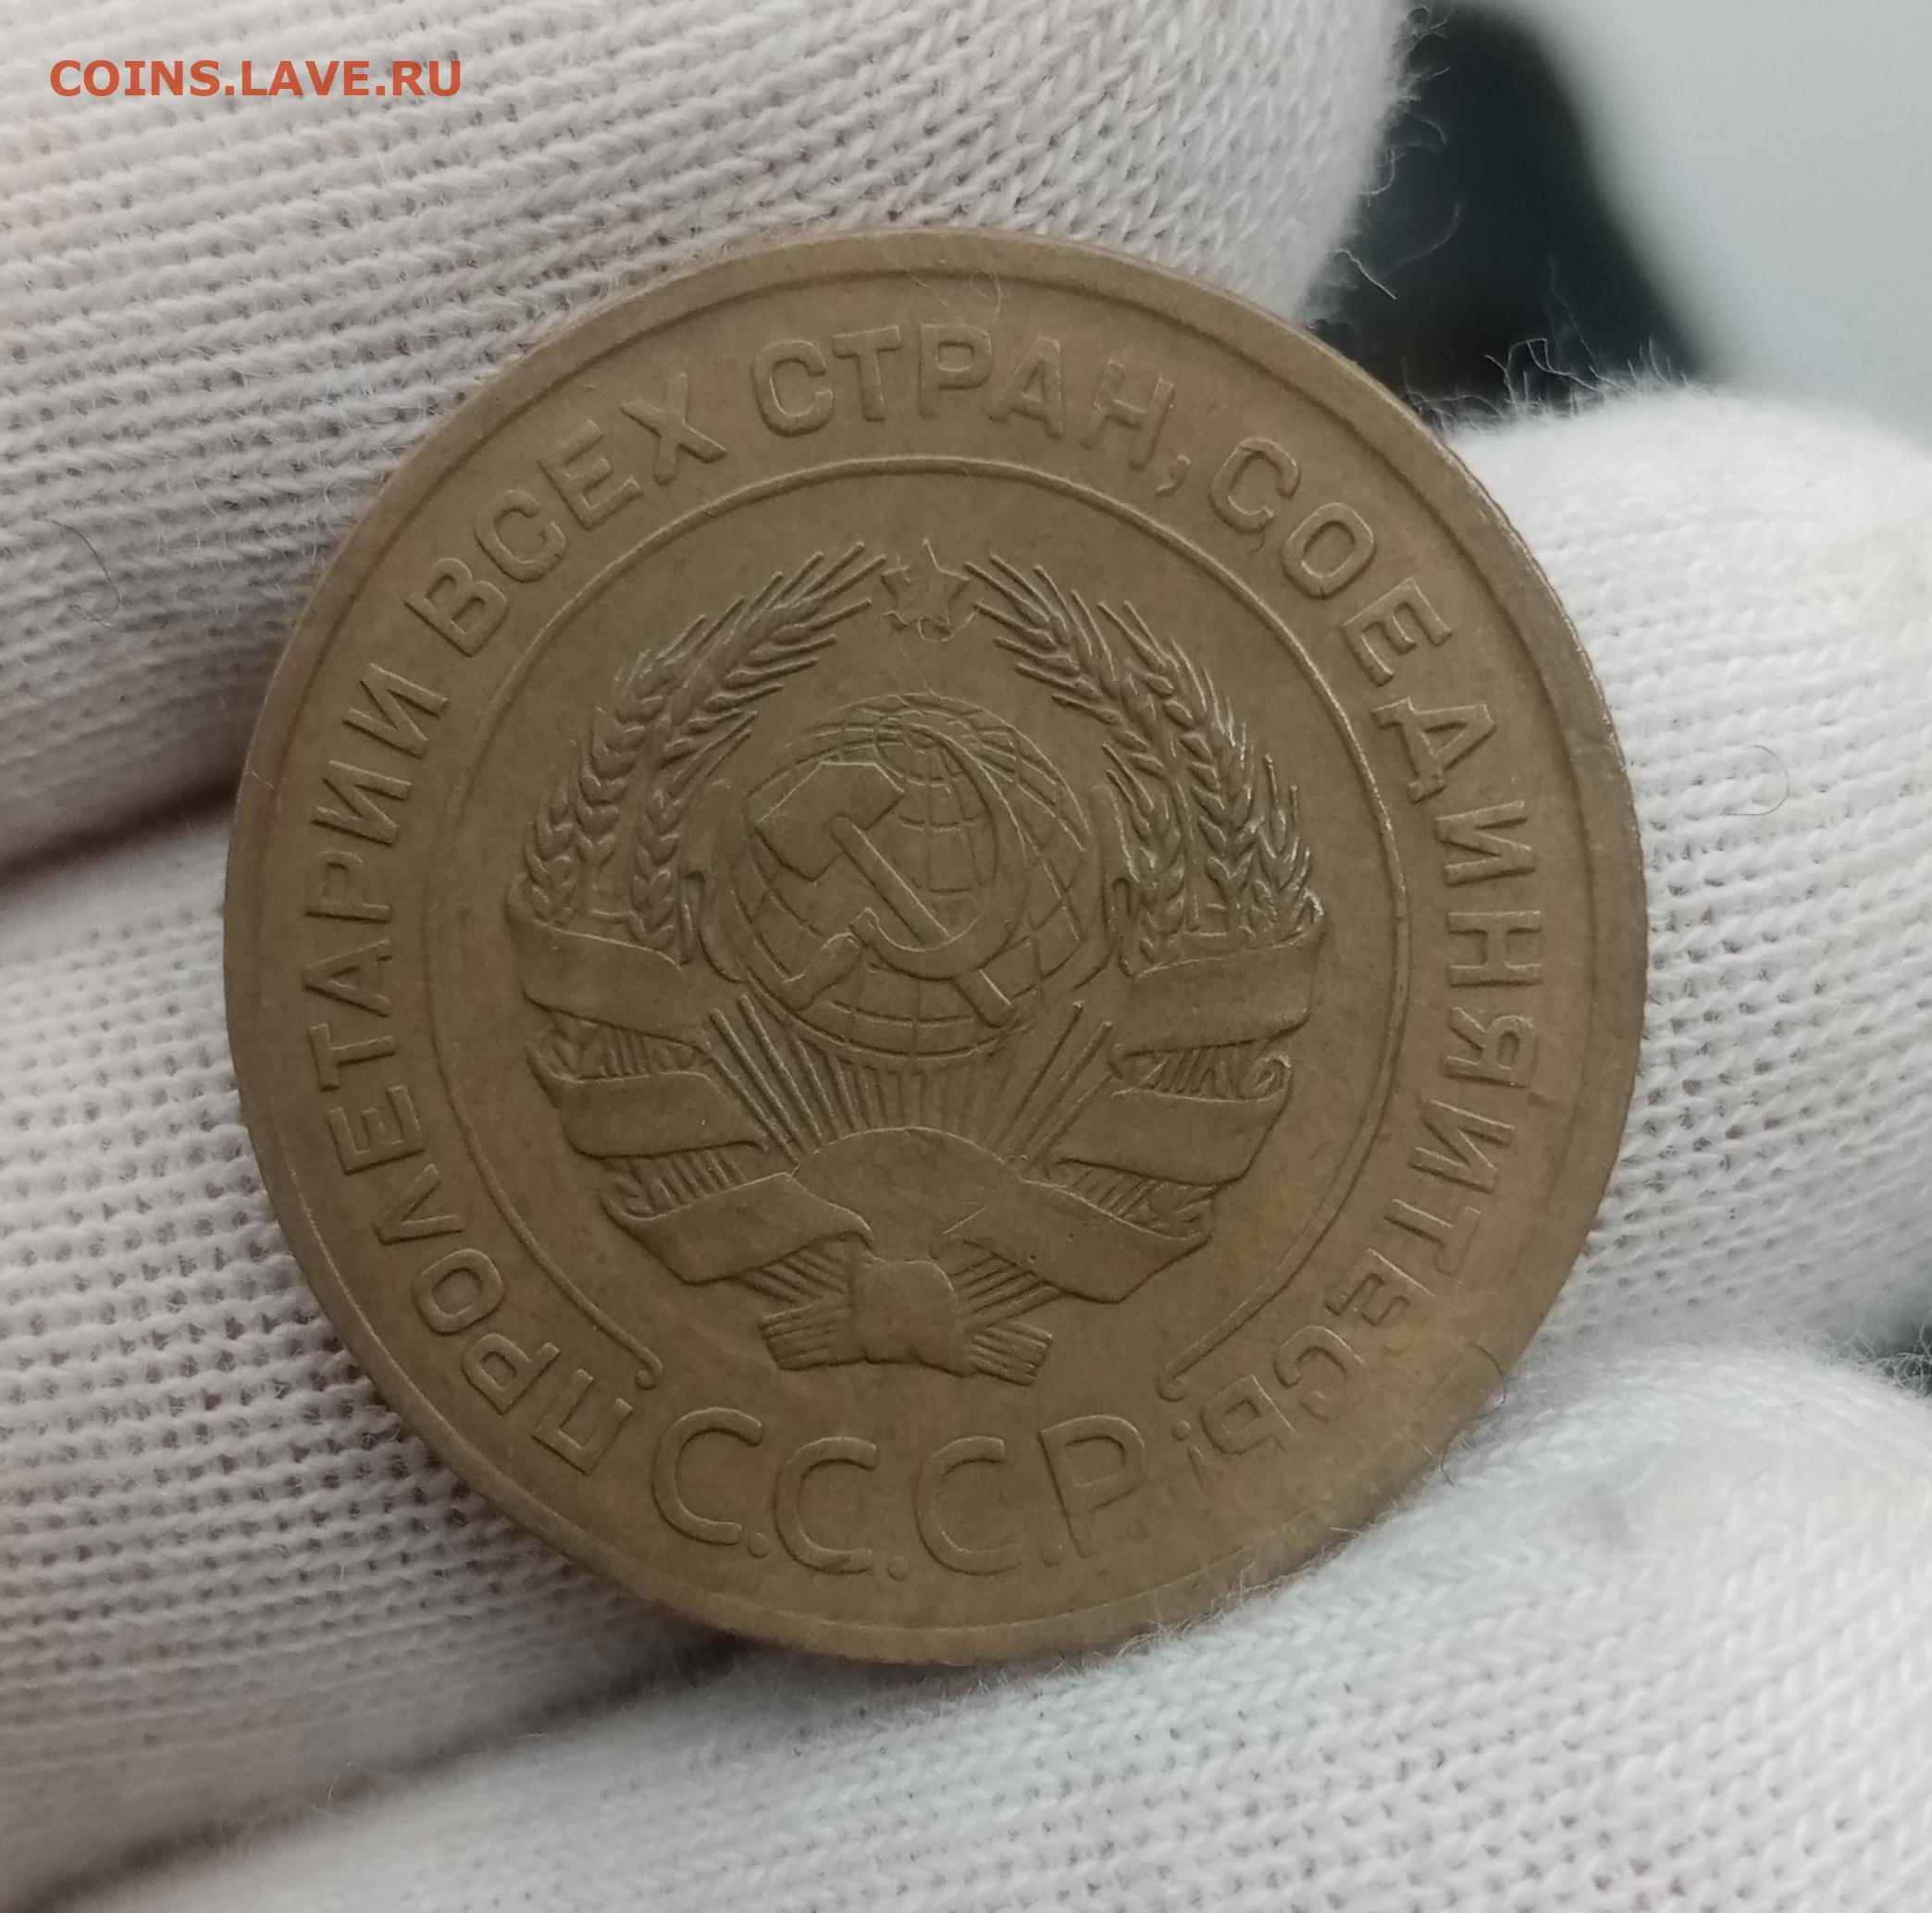 COINS.LAVE.RU
ПРОЛЕТАРИИ ВСЕХ СТРАН, СОЕДИНЯЙТЕСЬ!
С.С.С.Р.